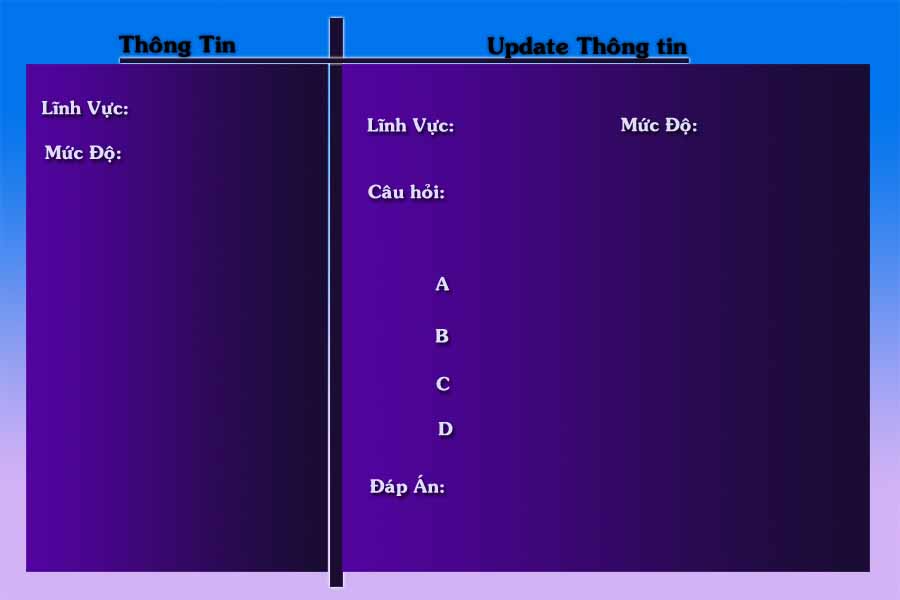 Thông Tin
Lĩnh Vực:
Mức Độ:
Update Thông tin
Lĩnh Vực: Mức Độ:
Câu hỏi:
A
B
C
D
Đáp Án: